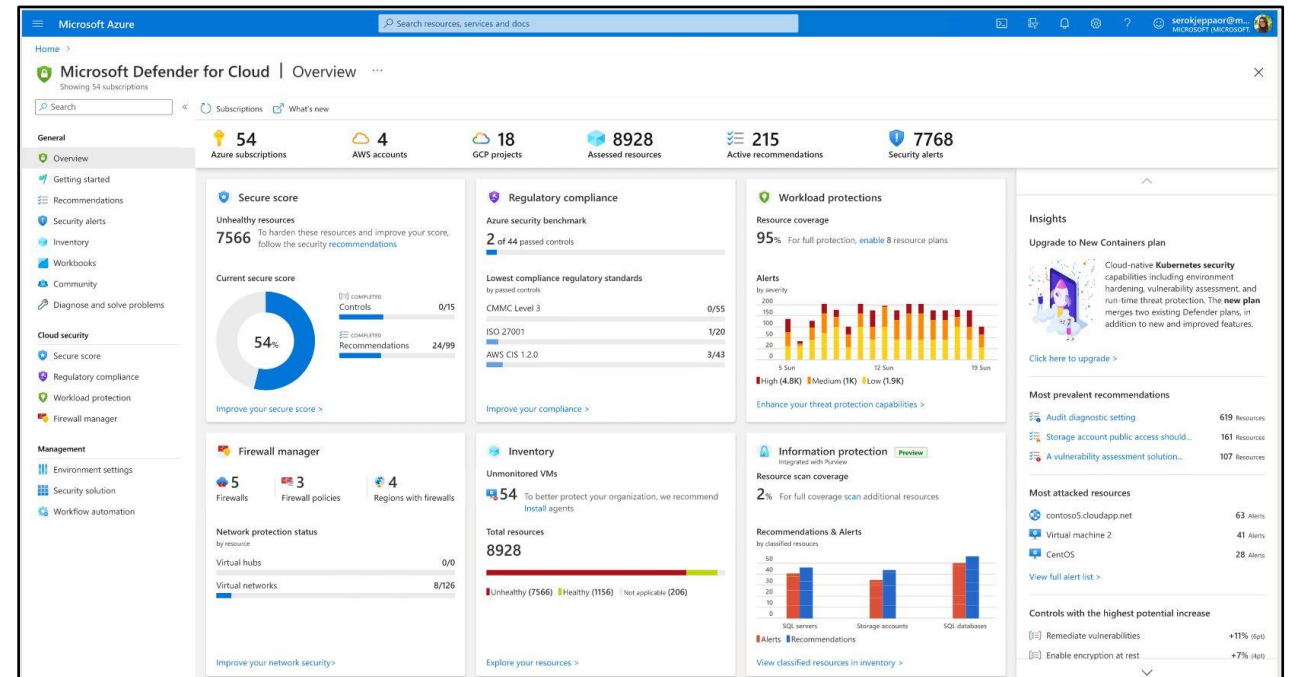 Microsoft Azure
Search resources, services and docs
serokjeppaor@m...
MICROSOFT (MICROSOFT.
Home >
Microsoft Defender for Cloud | Overview ...
Showing 54 subscriptions
Search
«
Subscriptions
What's new
General
Overview
Getting started
Recommendations
Security alerts
Inventory
Workbooks
Community
Diagnose and solve problems
Cloud security
Secure score
Regulatory compliance
Workload protection
Firewall manager
Management
Environment settings
Security solution
Workflow automation
54
Azure subscriptions
4
AWS accounts
18
GCP projects
8928
Assessed resources
215
Active recommendations
7768
Security alerts
Secure score
Unhealthy resources
7566 To harden these resources and improve your score,
follow the security recommendations
Current secure score
54%
COMPLETED
Controls 0/15
COMPLETED
Recommendations 24/99
Improve your secure score >
Regulatory compliance
Azure security benchmark
2 of 44 passed controls
Lowest compliance regulatory standards
by passed controls
CMMC Level 3 0/55
ISO 27001 1/20
AWS CIS 1.2.0 3/43
Improve your compliance >
Workload protections
Resource coverage
95% For full protection, enable 8 resource plans
Alerts
by severity
200
150
100
50
20
0
5 Sun 12 Sun 19 Sun
High (4.8K) Medium (1K) Low (1.9K)
Enhance your threat protection capabilities >
Firewall manager
5
Firewalls
3
Firewall policies
4
Regions with firewalls
Network protection status
by resource
Virtual hubs 0/0
Virtual networks 8/126
Improve your network security>
Inventory
Unmonitored VMs
54 To better protect your organization, we recommend
Install agents
Total resources
8928
Unhealthy (7566) Healthy (1156) Not applicable (206)
Explore your resources >
Information protection Preview
Integrated with Purview
Resource scan coverage
2% For full coverage scan additional resources
Recommendations & Alerts
by classified resouces
50
40
30
20
10
0
SQL servers Storage accounts SQL databases
Alerts Recommendations
View classified resources in inventory >
Insights
Upgrade to New Containers plan
Cloud-native Kubernetes security
capabilities including environment
hardening, vulnerability assessment, and
run-time threat protection. The new plan
merges two existing Defender plans, in
addition to new and improved features.
Click here to upgrade >
Most prevalent recommendations
Audit diagnostic setting 619 Resources
Storage account public access should... 161 Resources
A vulnerability assessment solution... 107 Resources
Most attacked resources
contoso5.cloudapp.net 63 Alerts
Virtual machine 2 41 Alerts
CentOS 28 Alerts
View full alert list >
Controls with the highest potential increase
Remediate vulnerabilities +11% (6pt)
Enable encryption at rest +7% (4pt)